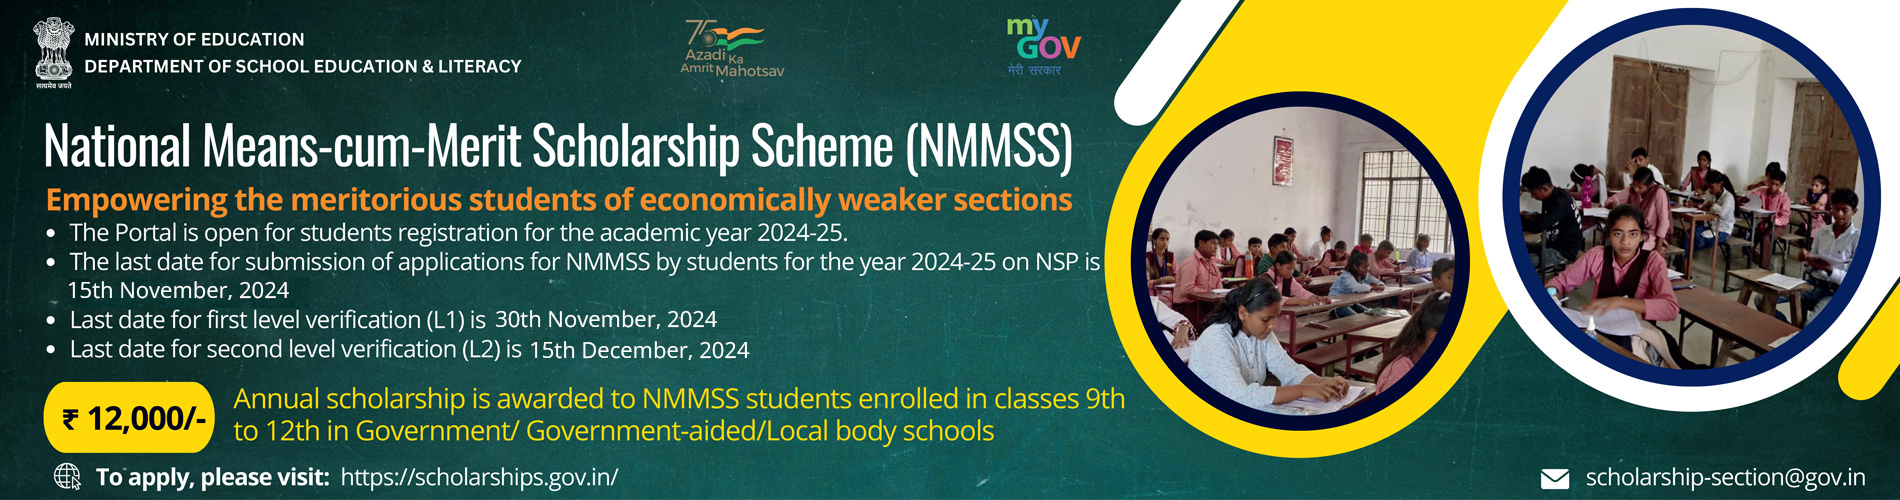 सत्यमेव जयते
MINISTRY OF EDUCATION
DEPARTMENT OF SCHOOL EDUCATION & LITERACY
75
Azadi Ka
Amrit Mahotsav
my
GOV
मेरी सरकार
National Means-cum-Merit Scholarship Scheme (NMMSS)
Empowering the meritorious students of economically weaker sections
• The Portal is open for students registration for the academic year 2024-25.
• The last date for submission of applications for NMMSS by students for the year 2024-25 on NSP is
15th November, 2024
• Last date for first level verification (L1) is 30th November, 2024
• Last date for second level verification (L2) is 15th December, 2024
₹ 12,000/-
Annual scholarship is awarded to NMMSS students enrolled in classes 9th
to 12th in Government/ Government-aided/Local body schools
To apply, please visit: https://scholarships.gov.in/
scholarship-section@gov.in